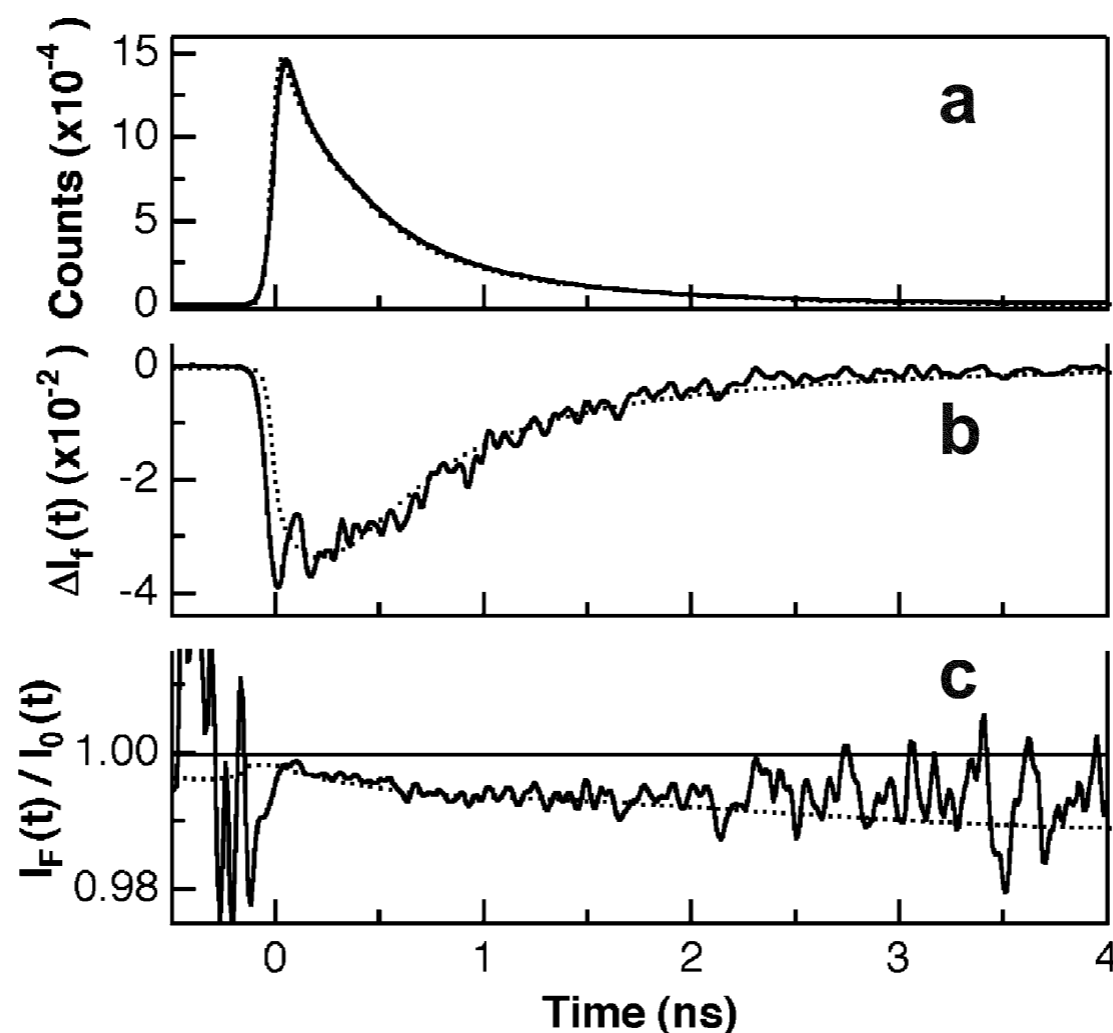 15
10
5
0
Counts (x10⁻⁴)
a
0
-2
-4
ΔI_f (t) (x10⁻²)
b
1.00
0.98
I_F (t) / I_0 (t)
c
0 1 2 3 4
Time (ns)